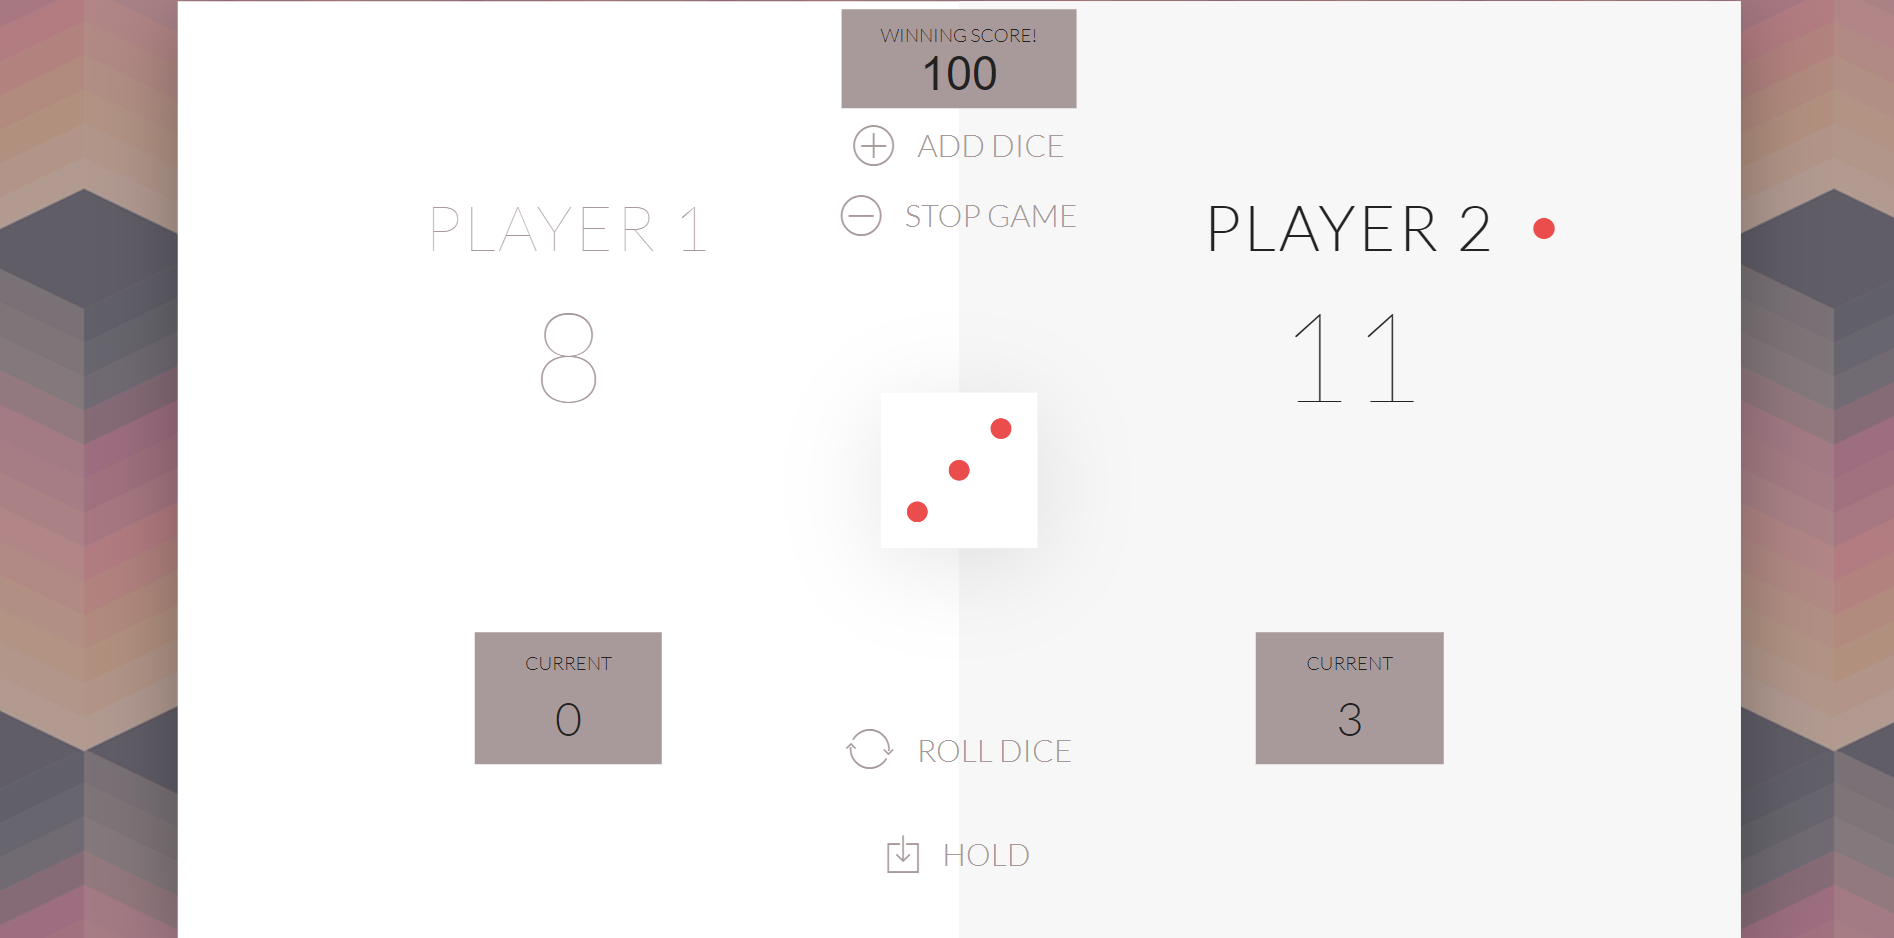 WINNING SCORE!
100
ADD DICE
STOP GAME
PLAYER 1
8
PLAYER 2
11
CURRENT
0
CURRENT
3
ROLL DICE
HOLD